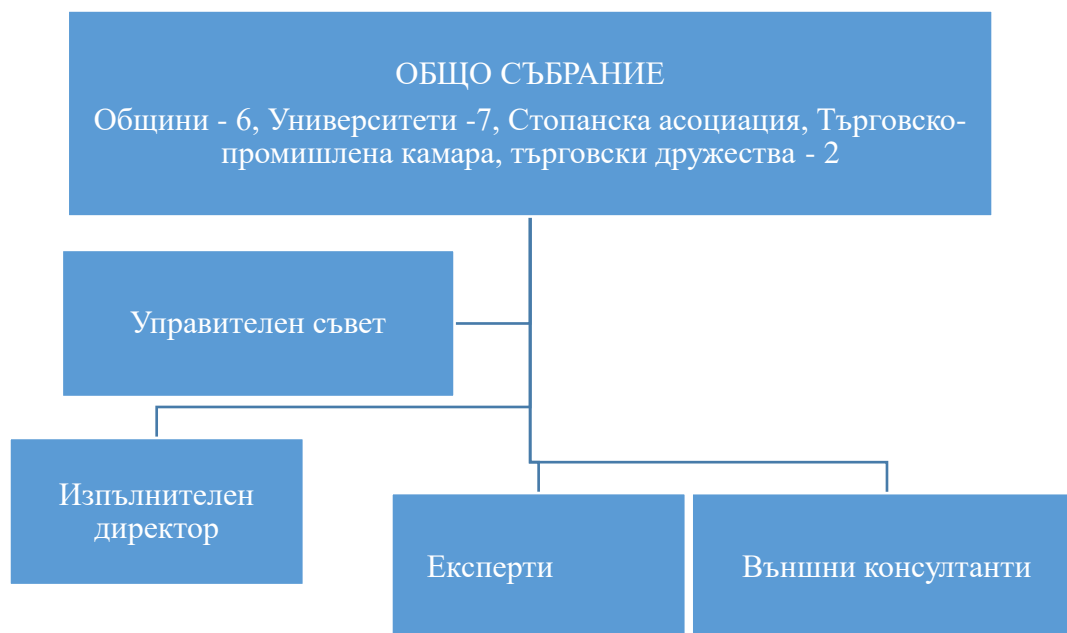 ОБЩО СЪБРАНИЕ
Общини - 6, Университети -7, Стопанска асоциация, Търговско-
промишлена камара, търговски дружества - 2
Управителен съвет
Изпълнителен
директор
Експерти
Външни консултанти